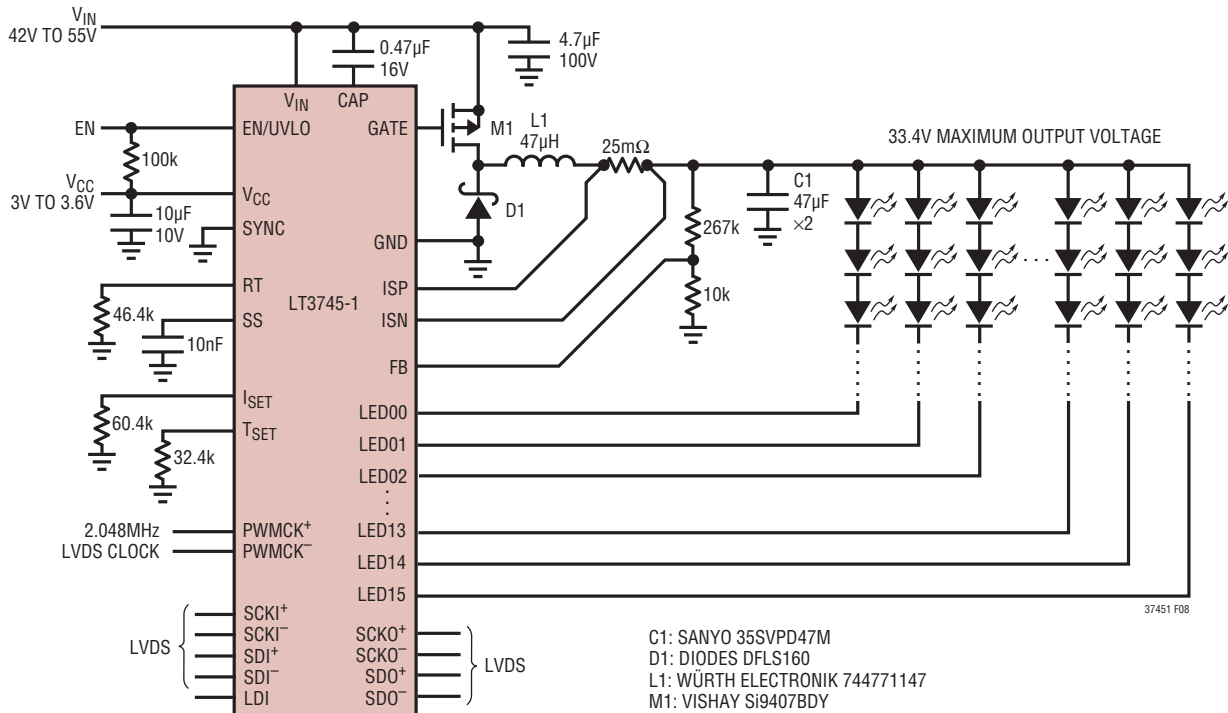 VIN
42V TO 55V
0.47µF
16V
4.7µF
100V
VIN
CAP
EN
EN/UVLO
GATE
M1
L1
47µH
25mΩ
33.4V MAXIMUM OUTPUT VOLTAGE
100k
VCC
3V TO 3.6V
VCC
10µF
10V
SYNC
D1
GND
C1
47µF
×2
267k
10k
RT
46.4k
LT3745-1
ISP
SS
10nF
ISN
FB
ISET
60.4k
TSET
32.4k
LED00
LED01
LED02
LED13
LED14
LED15
2.048MHz
LVDS CLOCK
PWMCK+
PWMCK–
37451 F08
LVDS
SCKI+
SCKI–
SDI+
SDI–
LDI
SCKO+
SCKO–
SDO+
SDO–
LVDS
C1: SANYO 35SVPD47M
D1: DIODES DFLS160
L1: WÜRTH ELECTRONIK 744771147
M1: VISHAY Si9407BDY